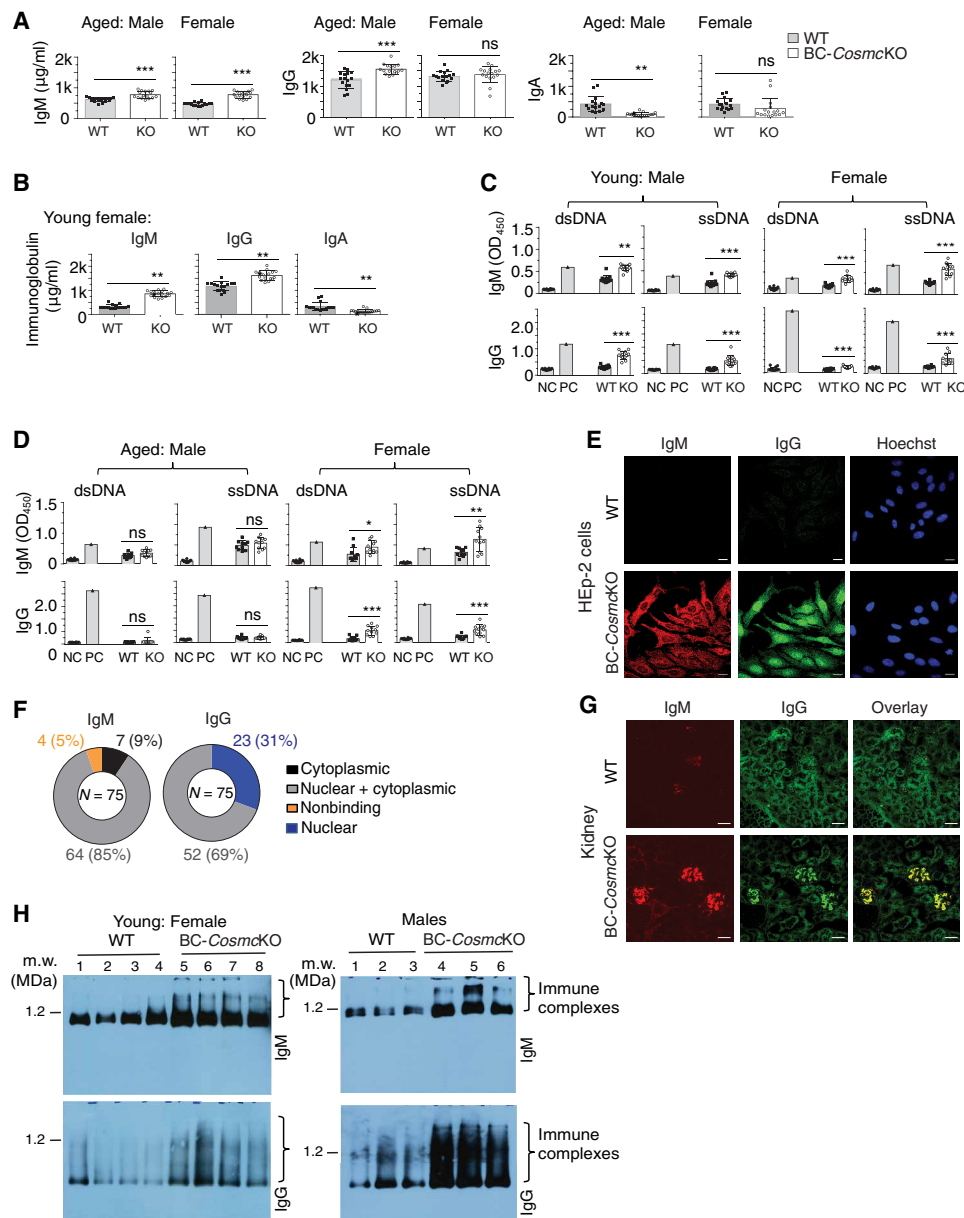 A
Aged: Male Female
IgM (µg/ml)
2k
1k
0
***
***
WT KO WT KO
IgG
2k
1k
0
***
ns
WT KO WT KO
Aged: Male Female
IgA
2k
1k
0
**
ns
WT KO WT KO
WT
BC-CosmcKO
B
Young female:
Immunoglobulin
(µg/ml)
IgM IgG IgA
2k
1k
0
**
**
**
WT KO WT KO WT KO
C
Young: Male Female
dsDNA ssDNA dsDNA ssDNA
IgM (OD450)
1.5
1.0
0.5
0
** *** *** ***
IgG
2.0
1.0
0
*** *** *** ***
NC PC WT KO NC PC WT KO NC PC WT KO NC PC WT KO
D
Aged: Male Female
dsDNA ssDNA dsDNA ssDNA
IgM (OD450)
1.5
1.0
0
ns ns * **
IgG
2.0
1.0
0
ns ns *** ***
NC PC WT KO NC PC WT KO NC PC WT KO NC PC WT KO
E
IgM IgG Hoechst
WT
BC-CosmcKO
HEp-2 cells
F
IgM IgG
4 (5%) 7 (9%) 23 (31%)
N = 75 N = 75
64 (85%) 52 (69%)
Cytoplasmic
Nuclear + cytoplasmic
Nonbinding
Nuclear
G
IgM IgG Overlay
WT
BC-CosmcKO
Kidney
H
Young: Female Males
WT BC-CosmcKO WT BC-CosmcKO
m.w.
(MDa)
1 2 3 4 5 6 7 8
m.w.
(MDa)
1 2 3 4 5 6
1.2
IgM
1.2
Immune
complexes
IgM
1.2
IgG
1.2
Immune
complexes
IgG